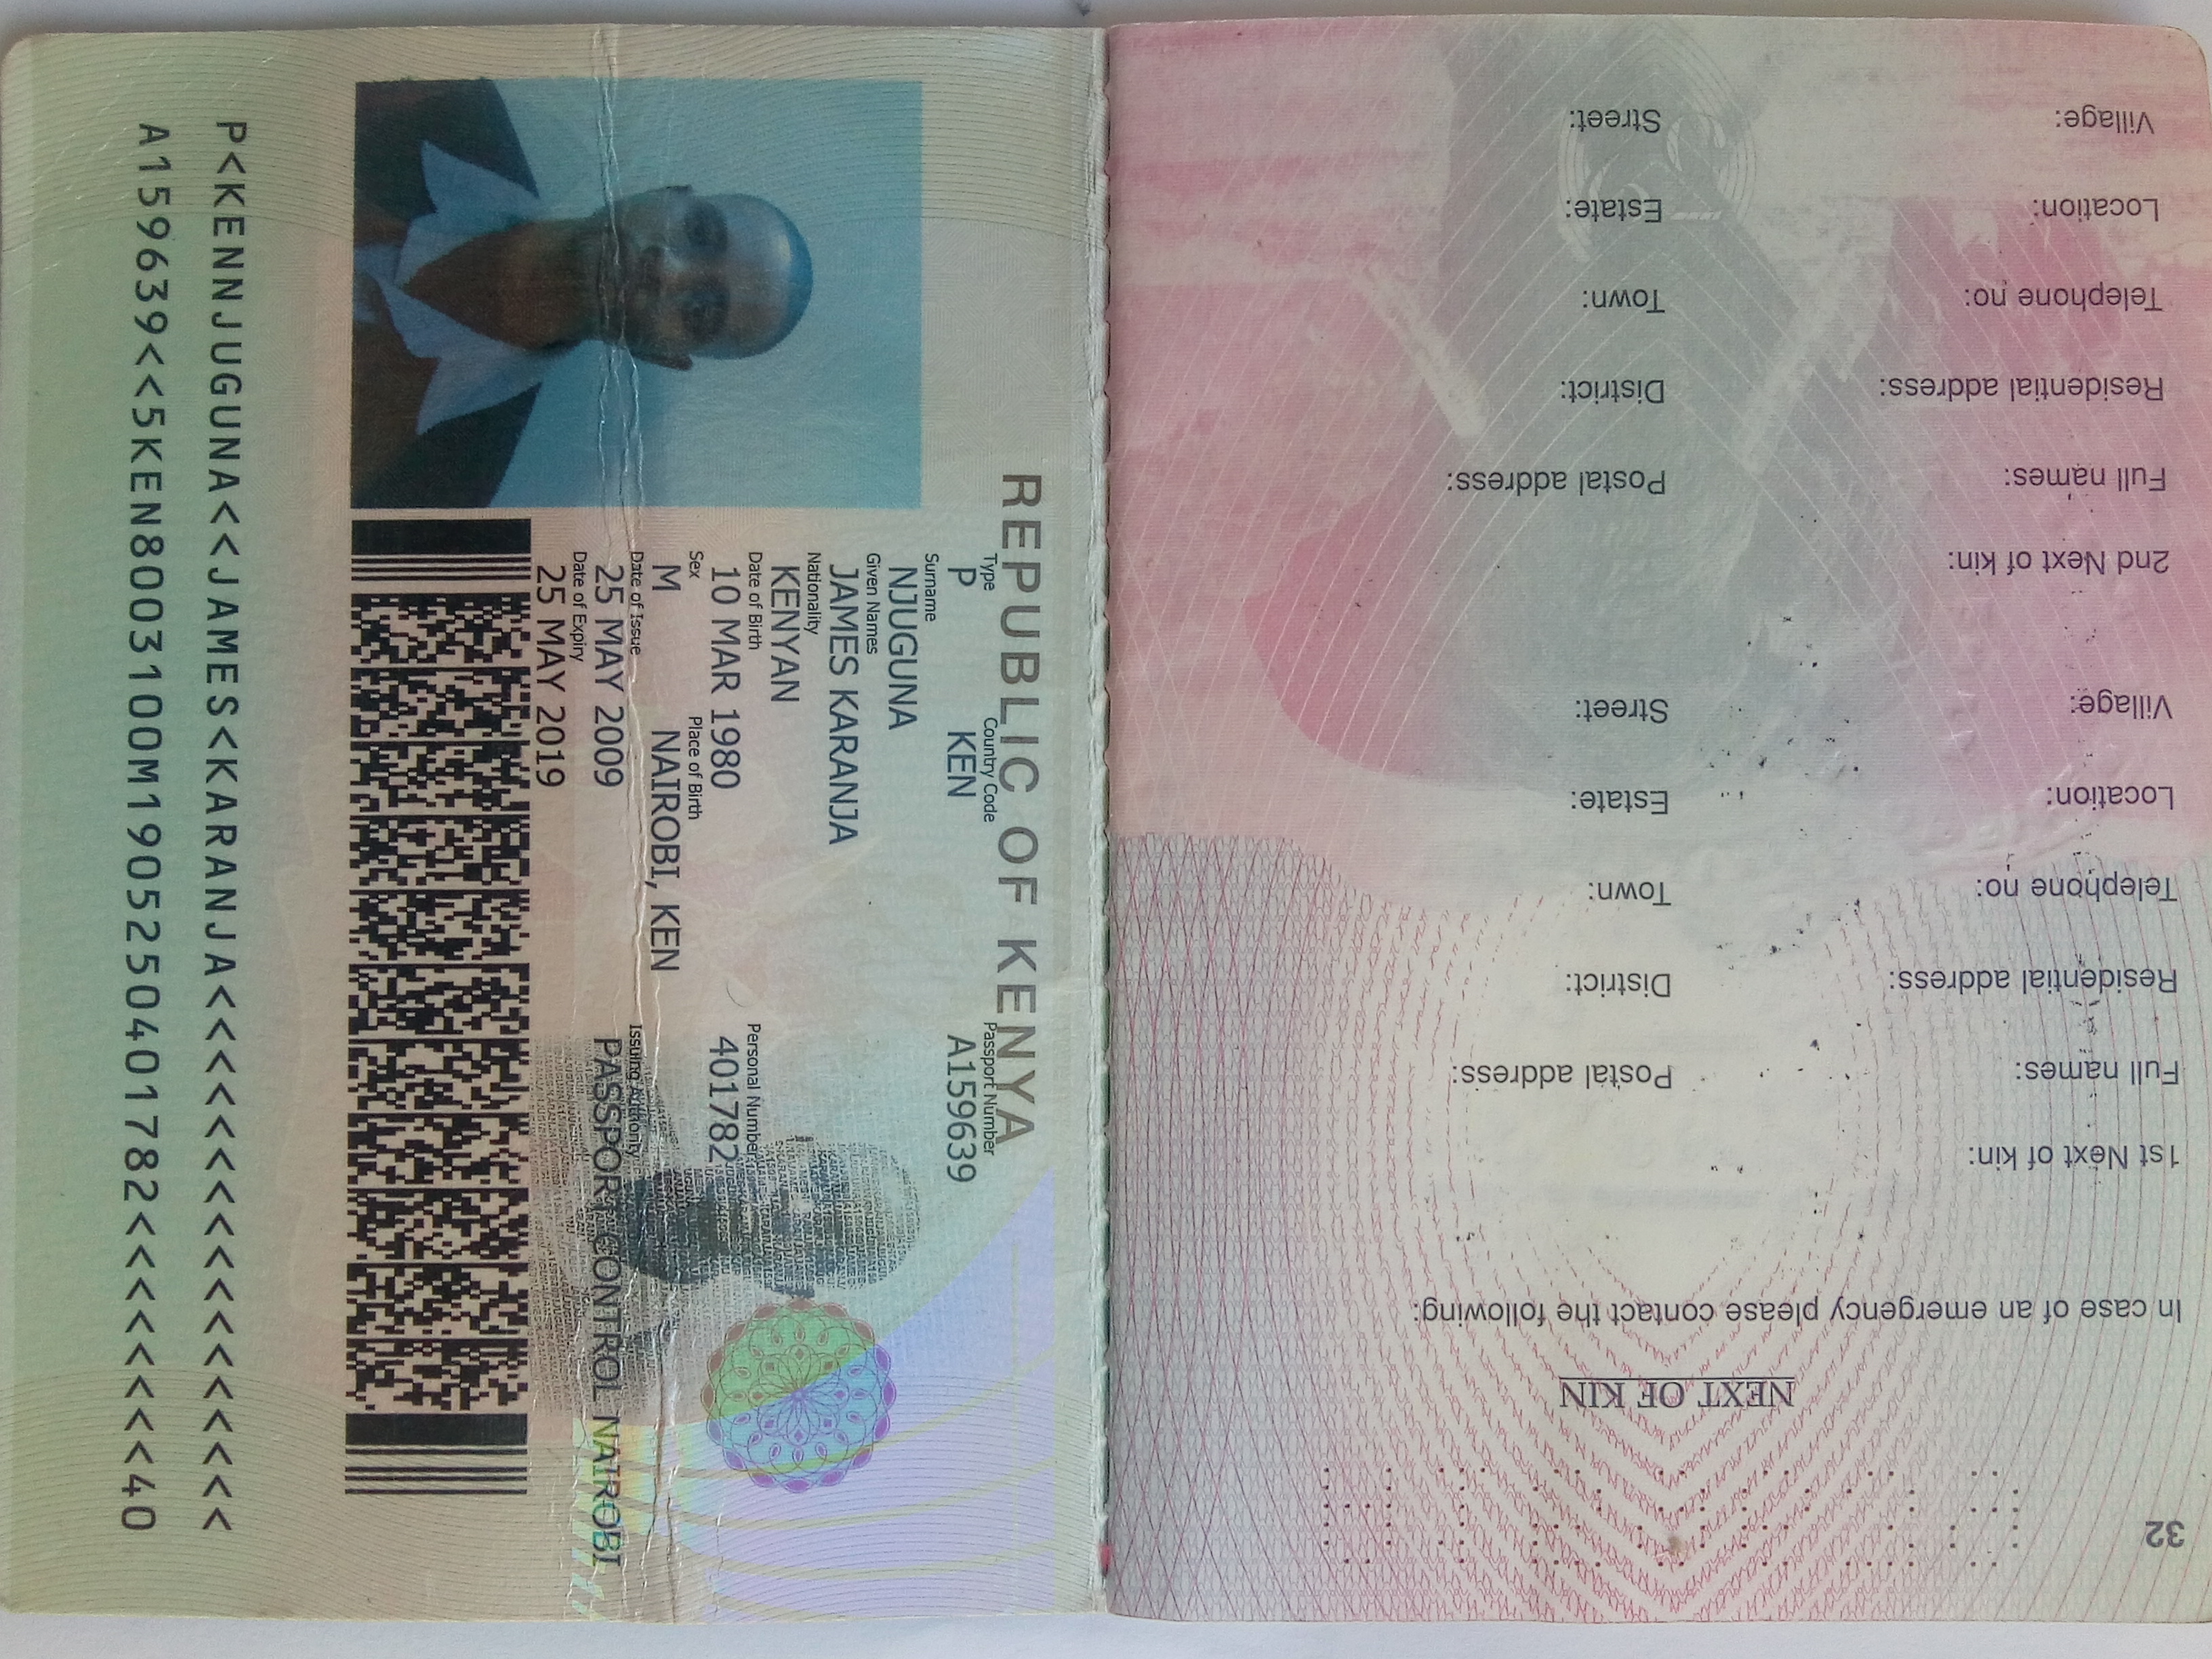 REPUBLIC OF KENYA
Type Country Code Passport Number
P KEN A159639
Surname
NJUGUNA
Given Names
JAMES KARANJA
Nationality
KENYAN
Date of Birth Personal Number
10 MAR 1980 4017782
Sex Place of Birth
M NAIROBI, KEN
Date of Issue Issuing Authority
25 MAY 2009 PASSPORT CONTROL NAIROBI
Date of Expiry
25 MAY 2019
P<KENNJUGUNA<<JAMES<KARANJA<<<<<<<<<<<<<<<<<
A159639<<5KEN8003100M1905250401782<<<<<<<<40
32
NEXT OF KIN
In case of an emergency please contact the following:
1st Next of kin:
Full names: Postal address:
Residential address: District:
Telephone no: Town:
Location: Estate:
Village: Street:
2nd Next of kin:
Full names: Postal address:
Residential address: District:
Telephone no: Town:
Location: Estate:
Village: Street: